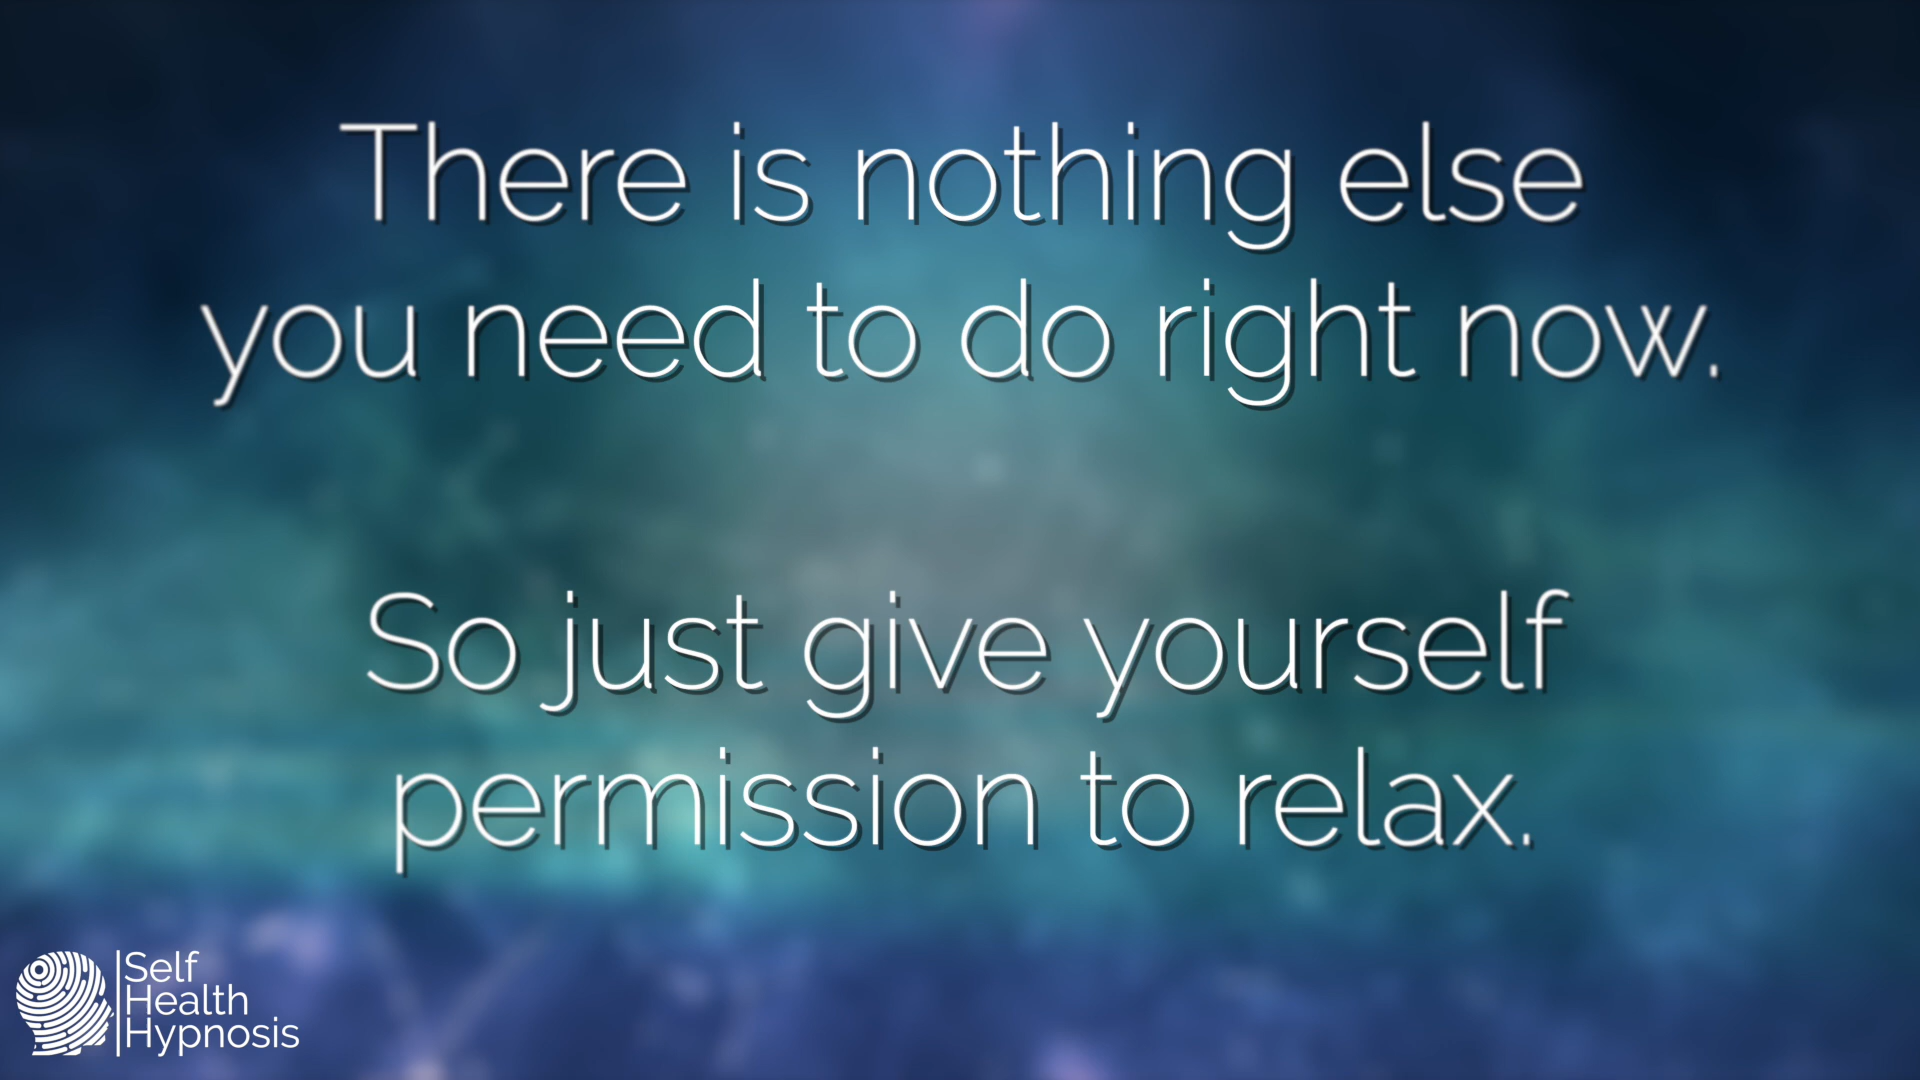 There is nothing else
you need to do right now.
So just give yourself
permission to relax.
Self
Health
Hypnosis